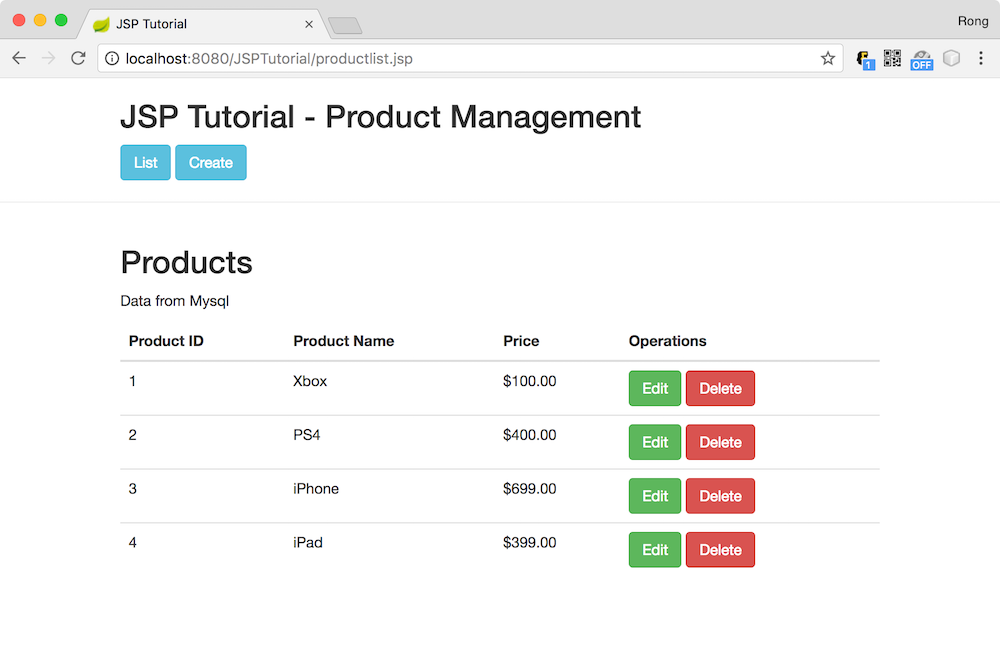 JSP Tutorial
Rong
localhost:8080/JSPTutorial/productlist.jsp
1
OFF
JSP Tutorial - Product Management
List Create
Products
Data from Mysql
Product ID Product Name Price Operations
1 Xbox $100.00 Edit Delete
2 PS4 $400.00 Edit Delete
3 iPhone $699.00 Edit Delete
4 iPad $399.00 Edit Delete